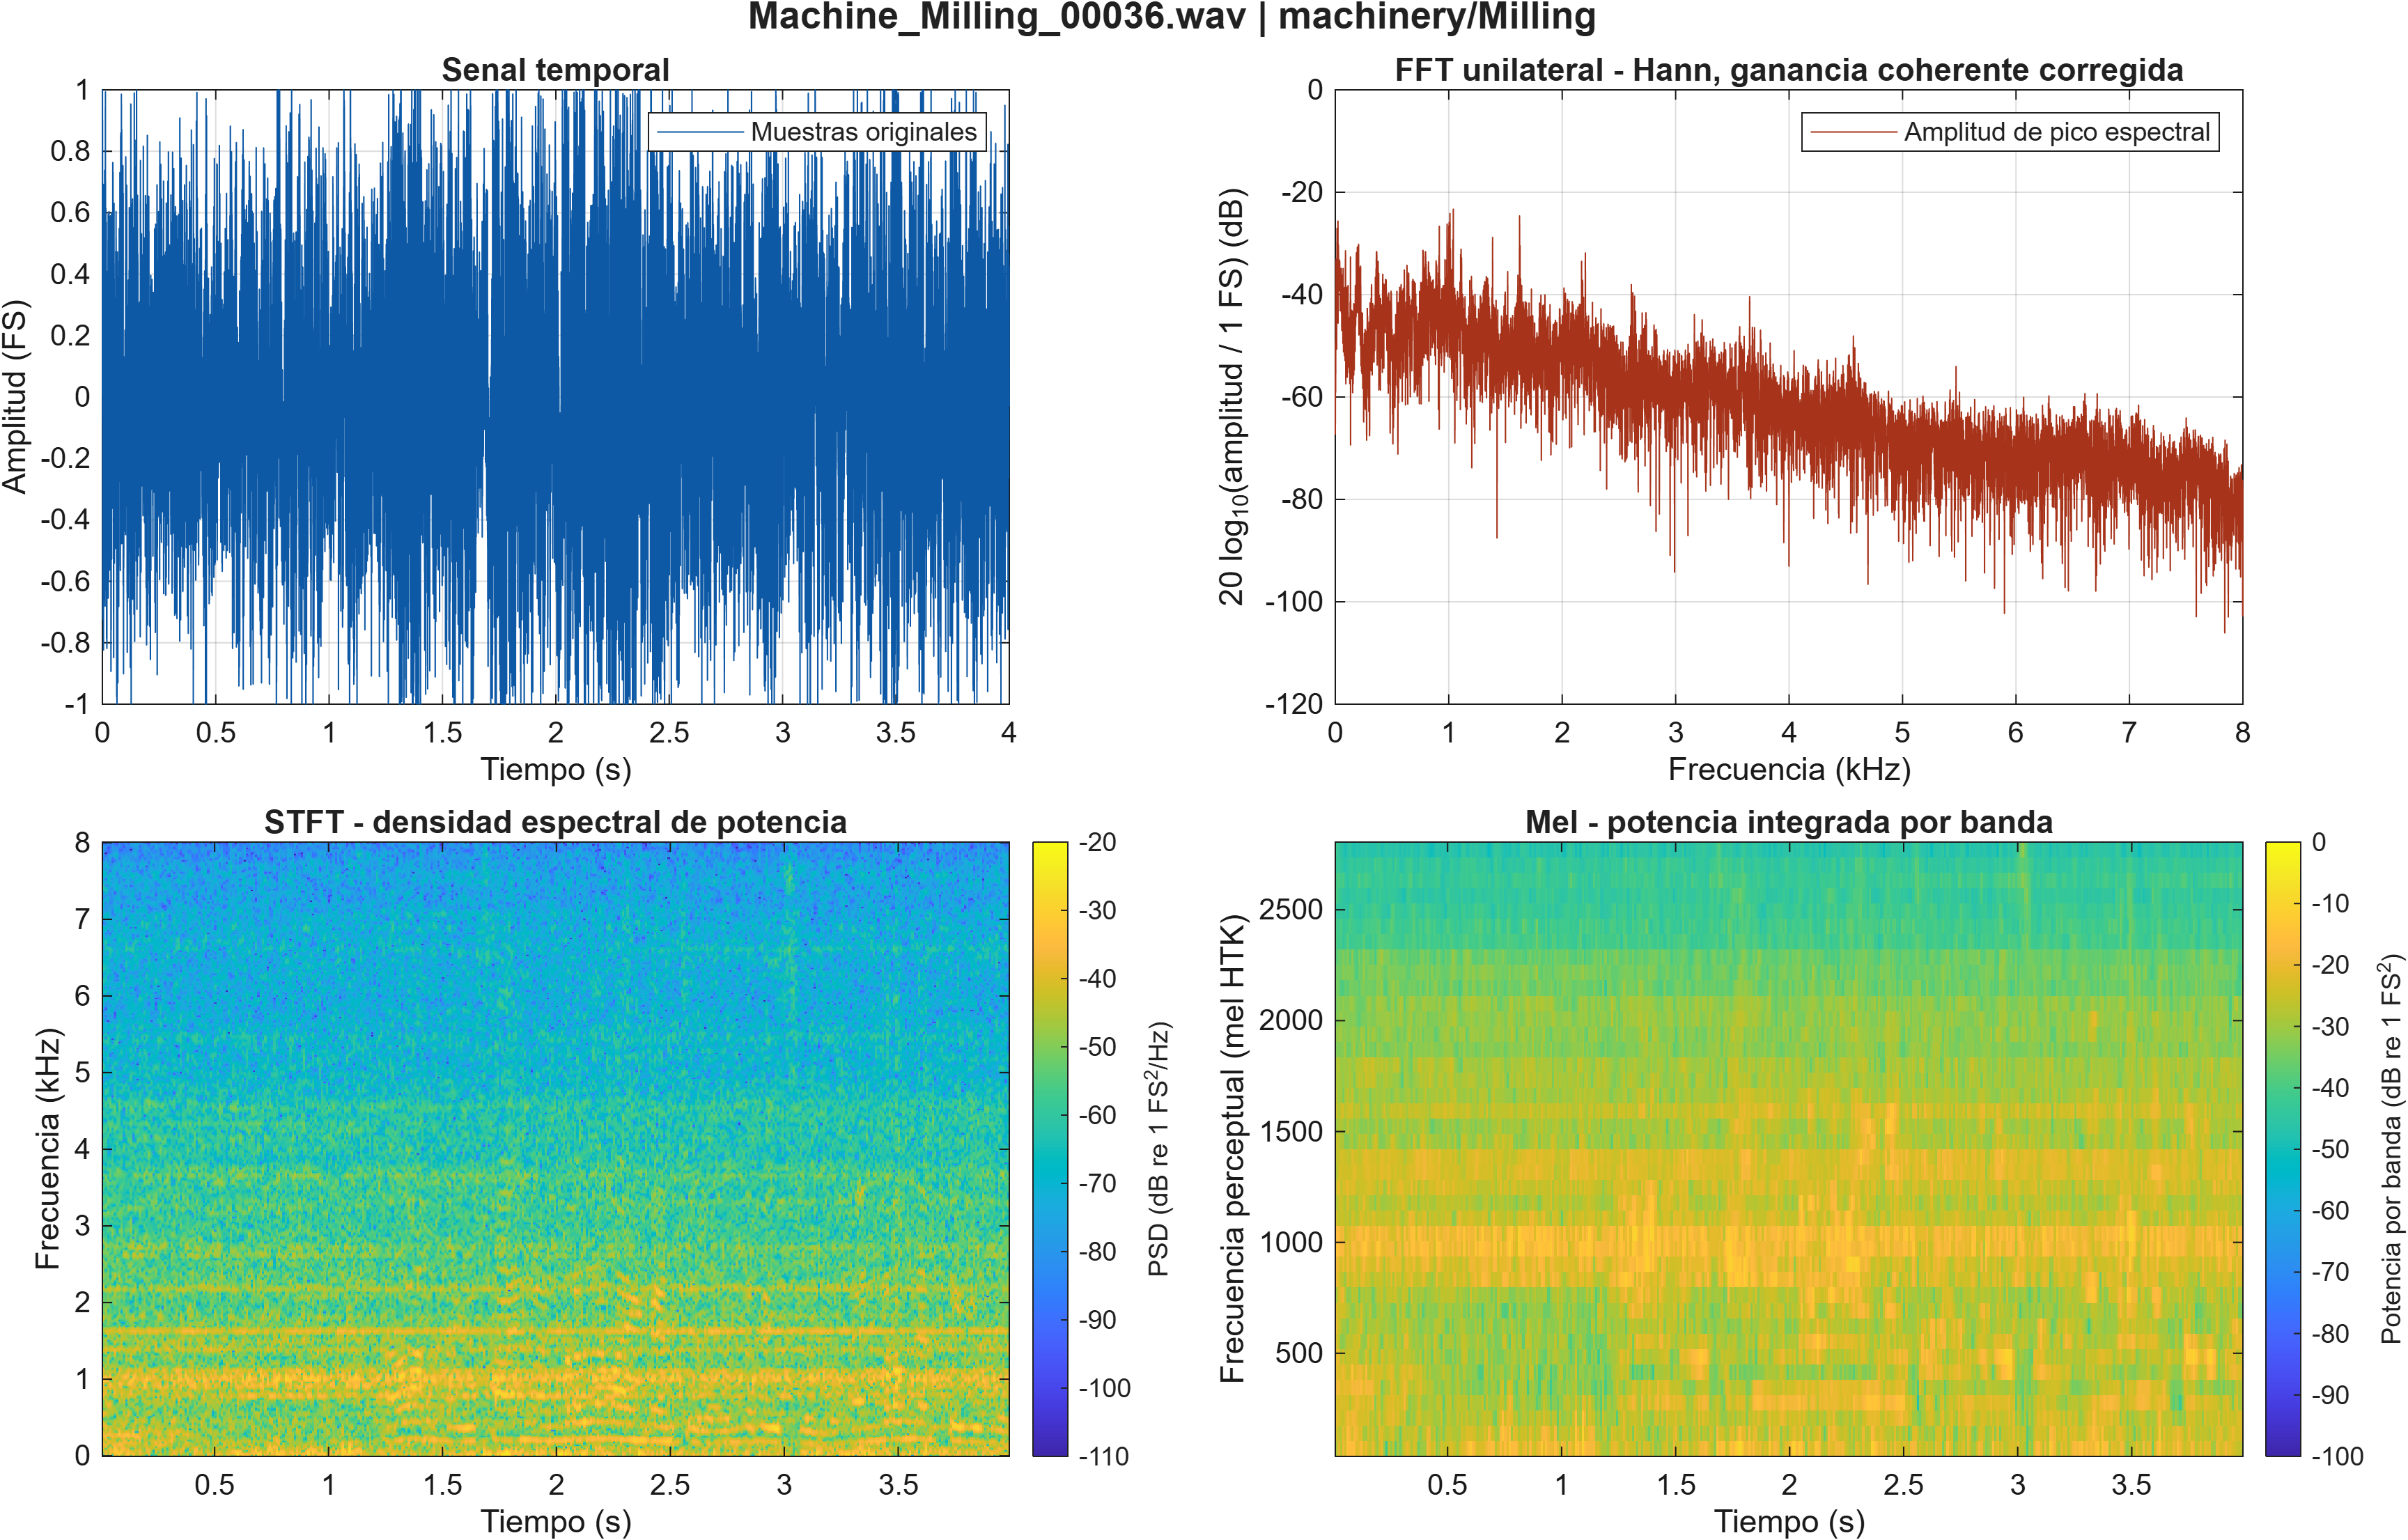 Machine_Milling_00036.wav | machinery/Milling
Senal temporal
Muestras originales
Amplitud (FS)
1
0.8
0.6
0.4
0.2
0
-0.2
-0.4
-0.6
-0.8
-1
0 0.5 1 1.5 2 2.5 3 3.5 4
Tiempo (s)
FFT unilateral - Hann, ganancia coherente corregida
Amplitud de pico espectral
20 log10(amplitud / 1 FS) (dB)
0
-20
-40
-60
-80
-100
-120
0 1 2 3 4 5 6 7 8
Frecuencia (kHz)
STFT - densidad espectral de potencia
Frecuencia (kHz)
8
7
6
5
4
3
2
1
0
0.5 1 1.5 2 2.5 3 3.5
Tiempo (s)
-20
-30
-40
-50
-60
-70
-80
-90
-100
-110
PSD (dB re 1 FS²/Hz)
Mel - potencia integrada por banda
Frecuencia perceptual (mel HTK)
2500
2000
1500
1000
500
0.5 1 1.5 2 2.5 3 3.5
Tiempo (s)
0
-10
-20
-30
-40
-50
-60
-70
-80
-90
-100
Potencia por banda (dB re 1 FS²)